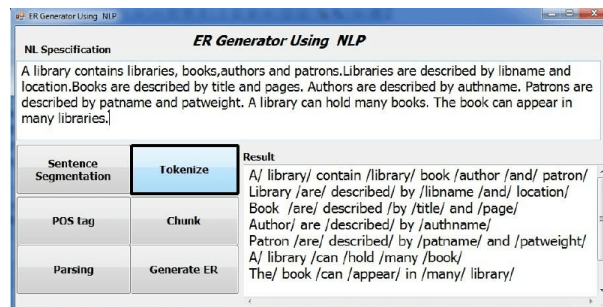 ER Generator Using NLP
ER Generator Using NLP
NL Spescification
A library contains libraries, books,authors and patrons.Libraries are described by libname and
location.Books are described by title and pages. Authors are described by authname. Patrons are
described by patname and patweight. A library can hold many books. The book can appear in
many libraries.
Sentence
Segmentation
Tokenize
POS tag
Chunk
Parsing
Generate ER
Result
A/ library/ contain /library/ book /author /and/ patron/
Library /are/ described/ by /libname /and/ location/
Book /are/ described /by /title/ and /page/
Author/ are /described/ by /authname/
Patron /are/ described/ by /patname/ and /patweight/
A/ library /can /hold /many /book/
The/ book /can /appear/ in /many/ library/